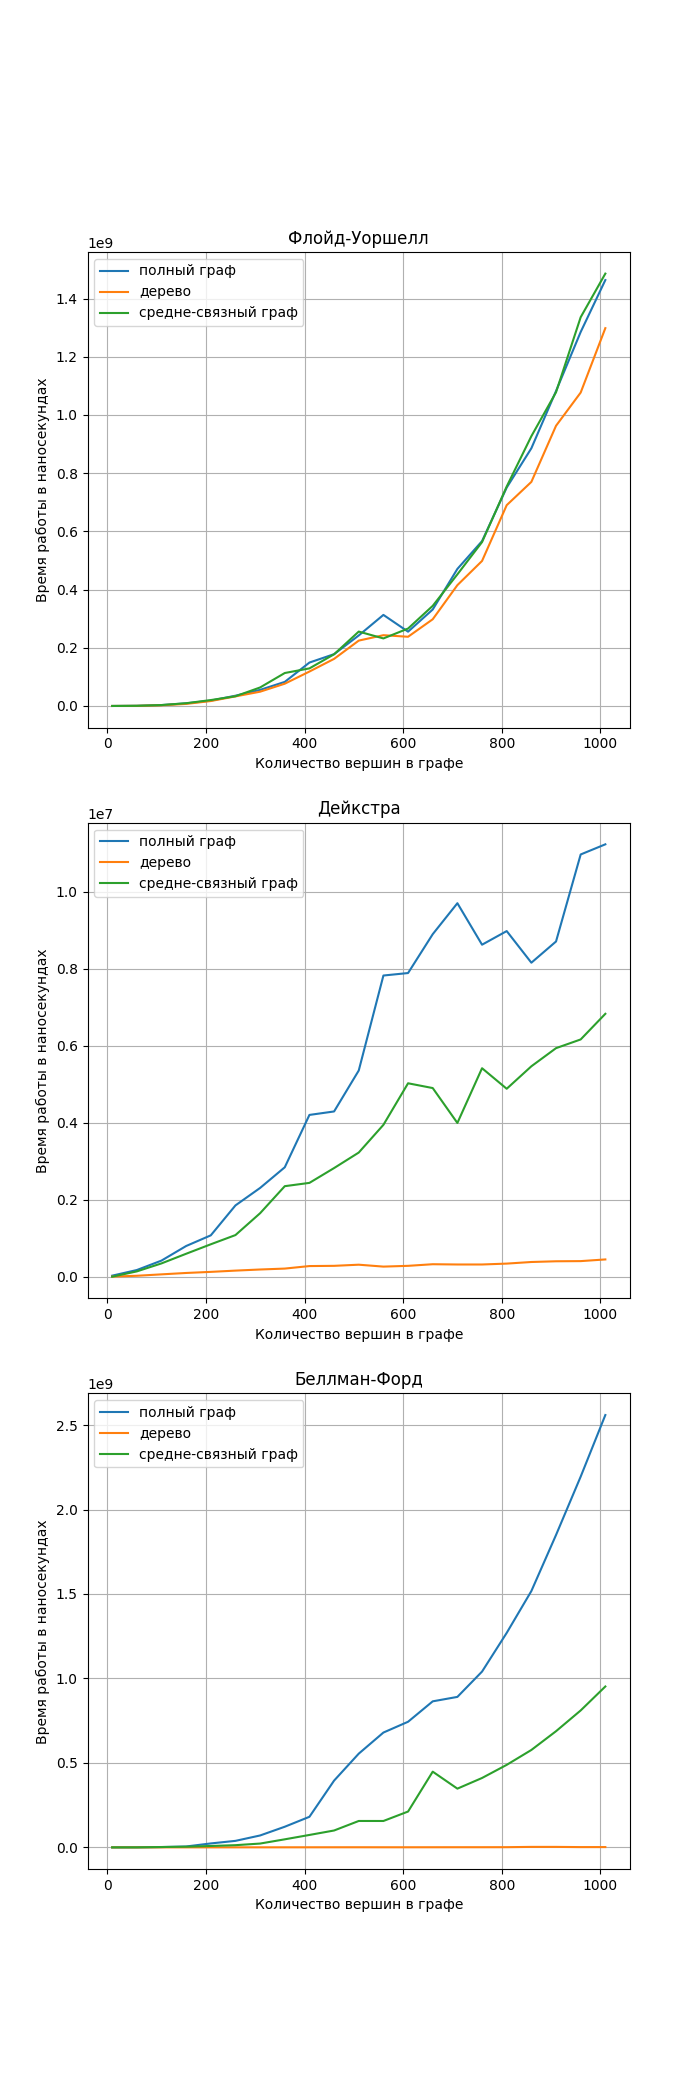 Флойд-Уоршелл
1e9
полный граф
дерево
средне-связный граф
1.4
1.2
1.0
0.8
0.6
0.4
0.2
0.0
Время работы в наносекундах
0 200 400 600 800 1000
Количество вершин в графе
Дейкстра
1e7
полный граф
дерево
средне-связный граф
1.0
0.8
0.6
0.4
0.2
0.0
Время работы в наносекундах
0 200 400 600 800 1000
Количество вершин в графе
Беллман-Форд
1e9
полный граф
дерево
средне-связный граф
2.5
2.0
1.5
1.0
0.5
0.0
Время работы в наносекундах
0 200 400 600 800 1000
Количество вершин в графе